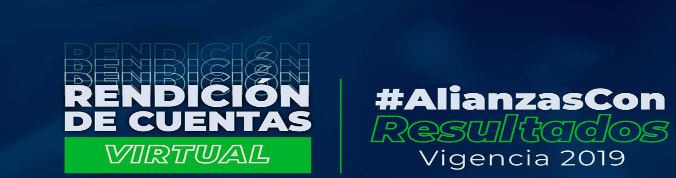 RENDICIÓN
RENDICIÓN
RENDICIÓN
RENDICIÓN
DE CUENTAS
VIRTUAL
#AlianzasCon
Resultados
Vigencia 2019